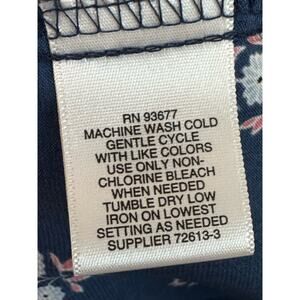 RN 93677
MACHINE WASH COLD
GENTLE CYCLE
WITH LIKE COLORS
USE ONLY NON-
CHLORINE BLEACH
WHEN NEEDED
TUMBLE DRY LOW
IRON ON LOWEST
SETTING AS NEEDED
SUPPLIER 72613-3